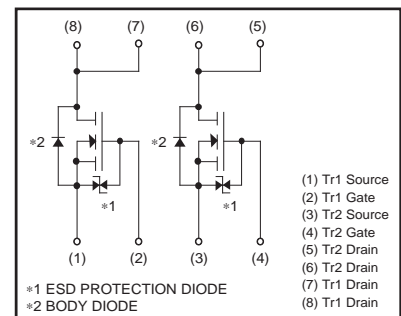 (8) (7) (6) (5)
∗2 ∗2
∗1 ∗1
(1) (2) (3) (4)
(1) Tr1 Source
(2) Tr1 Gate
(3) Tr2 Source
(4) Tr2 Gate
(5) Tr2 Drain
(6) Tr2 Drain
(7) Tr1 Drain
(8) Tr1 Drain
∗1 ESD PROTECTION DIODE
∗2 BODY DIODE